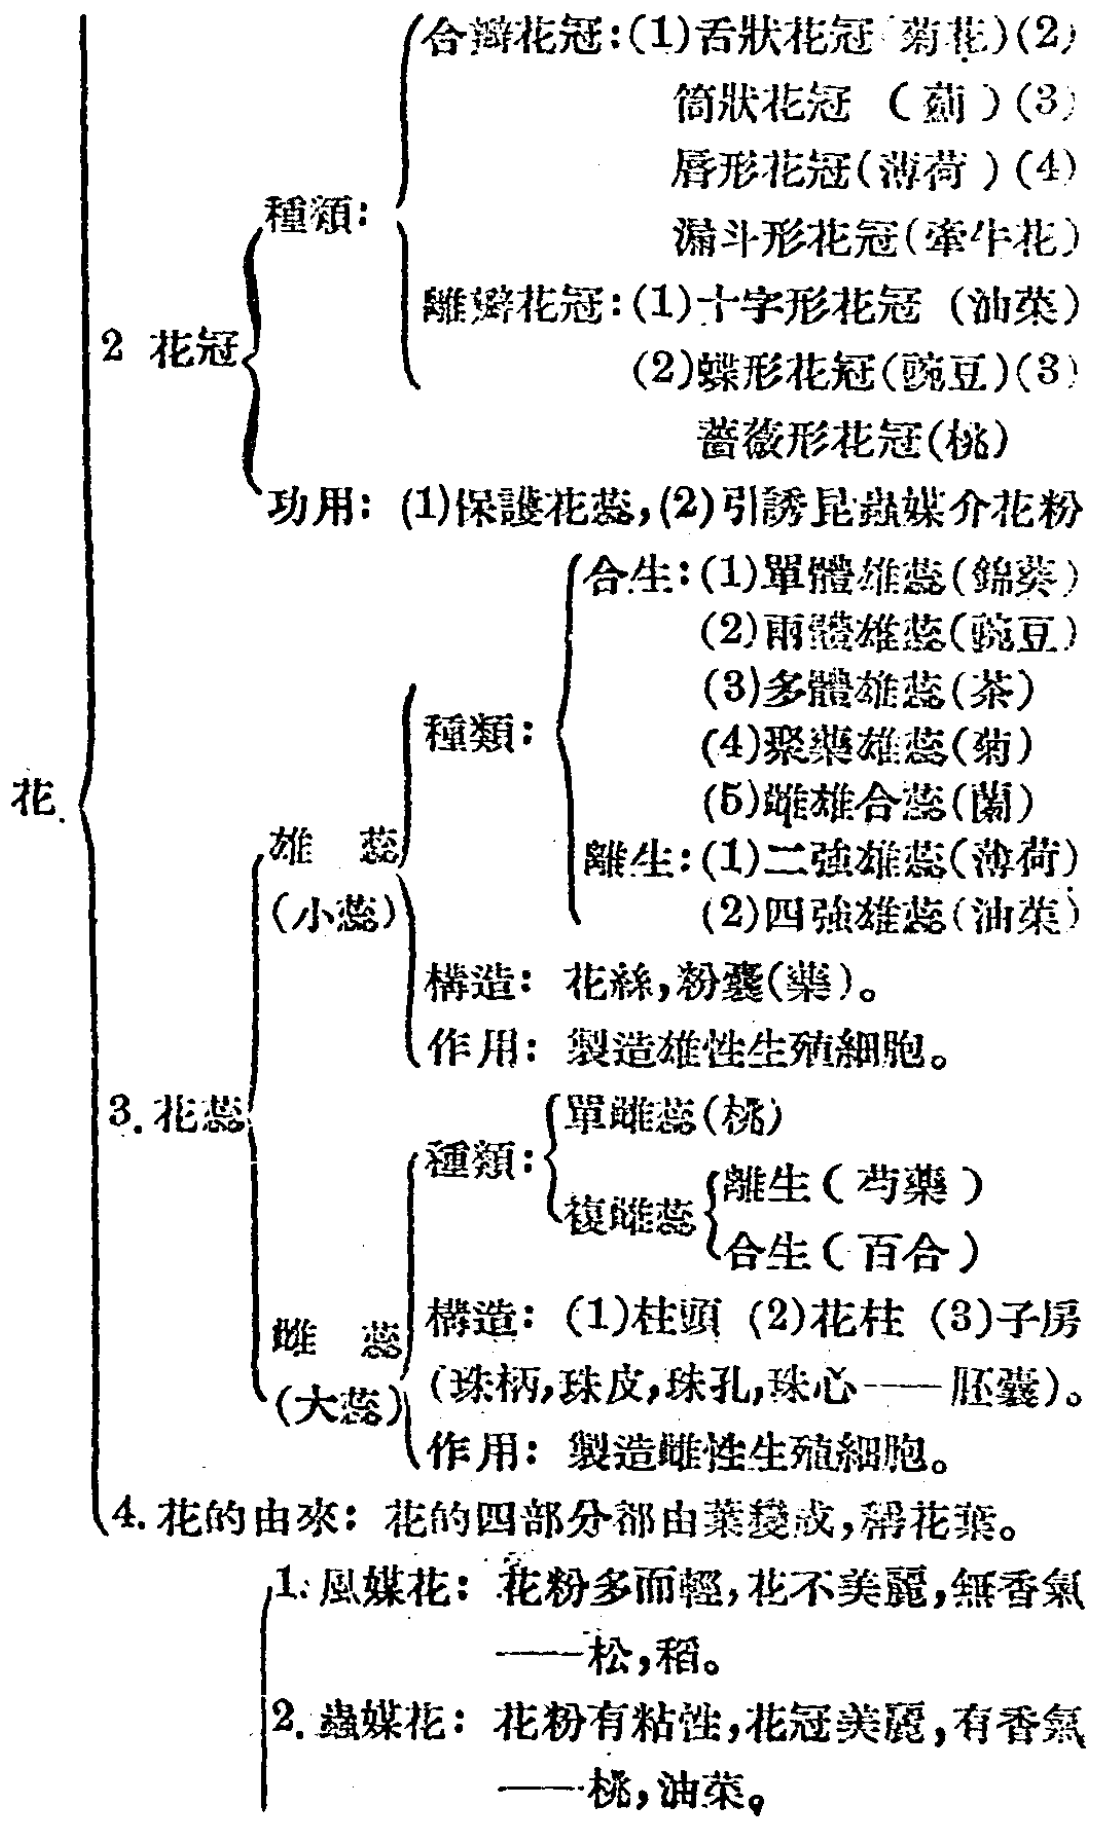 合瓣花冠:(1)舌狀花冠(菊花)(2)
筒狀花冠 (薊)(3)
唇形花冠(薄荷)(4)
種類:
漏斗形花冠(牽牛花)
離瓣花冠:(1)十字形花冠 (油菜)
2 花冠
(2)蝶形花冠(豌豆)(3)
薔薇形花冠(桃)
功用: (1)保護花蕊,(2)引誘昆蟲媒介花粉
合生:(1)單體雄蕊(錦葵)
(2)兩體雄蕊(豌豆)
(3)多體雄蕊(茶)
種類:
(4)聚葯雄蕊(菊)
花
(5)雌雄合蕊(蘭)
雄 蕊
離生:(1)二強雄蕊(薄荷)
(小蕊)
(2)四強雄蕊(油菜)
構造: 花絲,粉囊(葯)。
作用: 製造雄性生殖細胞。
3.花蕊
單雌蕊(桃)
種類:
離生(芍藥)
複雌蕊
合生(百合)
雌 蕊
構造: (1)柱頭 (2)花柱 (3)子房
(大蕊)
(珠柄,珠皮,珠孔,珠心——胚囊)。
作用: 製造雌性生殖細胞。
4.花的由來: 花的四部分都由葉變成,稱花葉。
1.風媒花: 花粉多而輕,花不美麗,無香氣
——松,稻。
2.蟲媒花: 花粉有粘性,花冠美麗,有香氣
——桃,油菜。